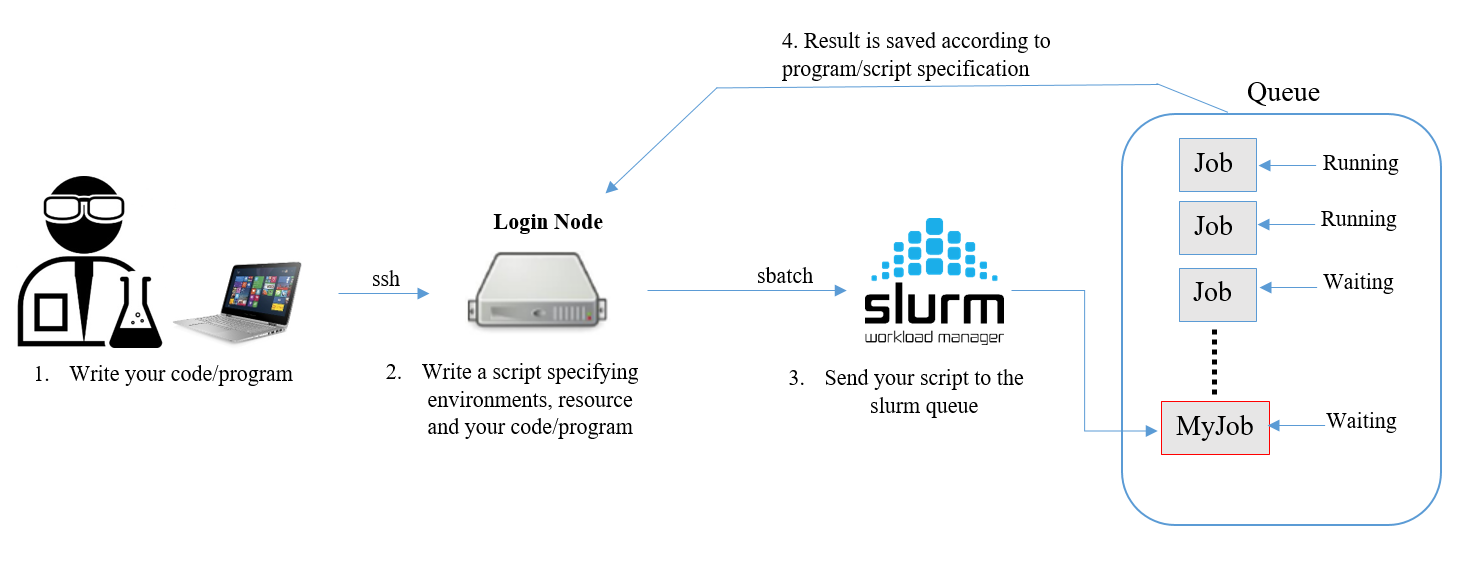 4. Result is saved according to
program/script specification
Queue
Job
Running
Job
Running
Job
Waiting
MyJob
Waiting
Login Node
ssh
sbatch
slurm
workload manager
1. Write your code/program
2. Write a script specifying
environments, resource
and your code/program
3. Send your script to the
slurm queue